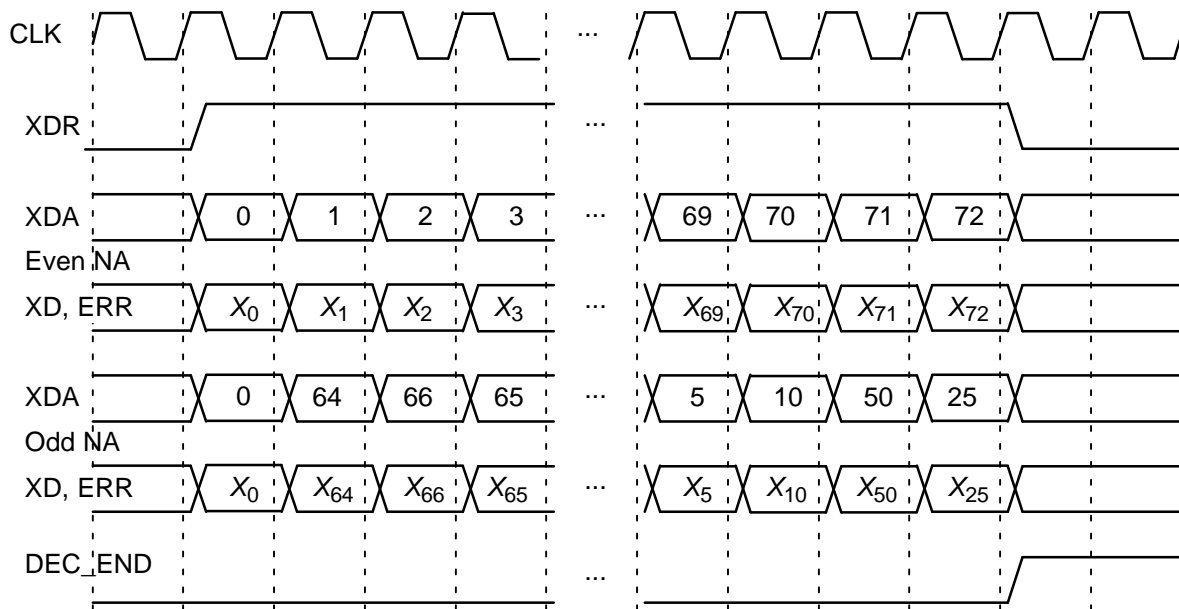 CLK ...
XDR ...
XDA 0 1 2 3 ... 69 70 71 72
Even NA
XD, ERR X0 X1 X2 X3 ... X69 X70 X71 X72
XDA 0 64 66 65 ... 5 10 50 25
Odd NA
XD, ERR X0 X64 X66 X65 ... X5 X10 X50 X25
DEC_END ...